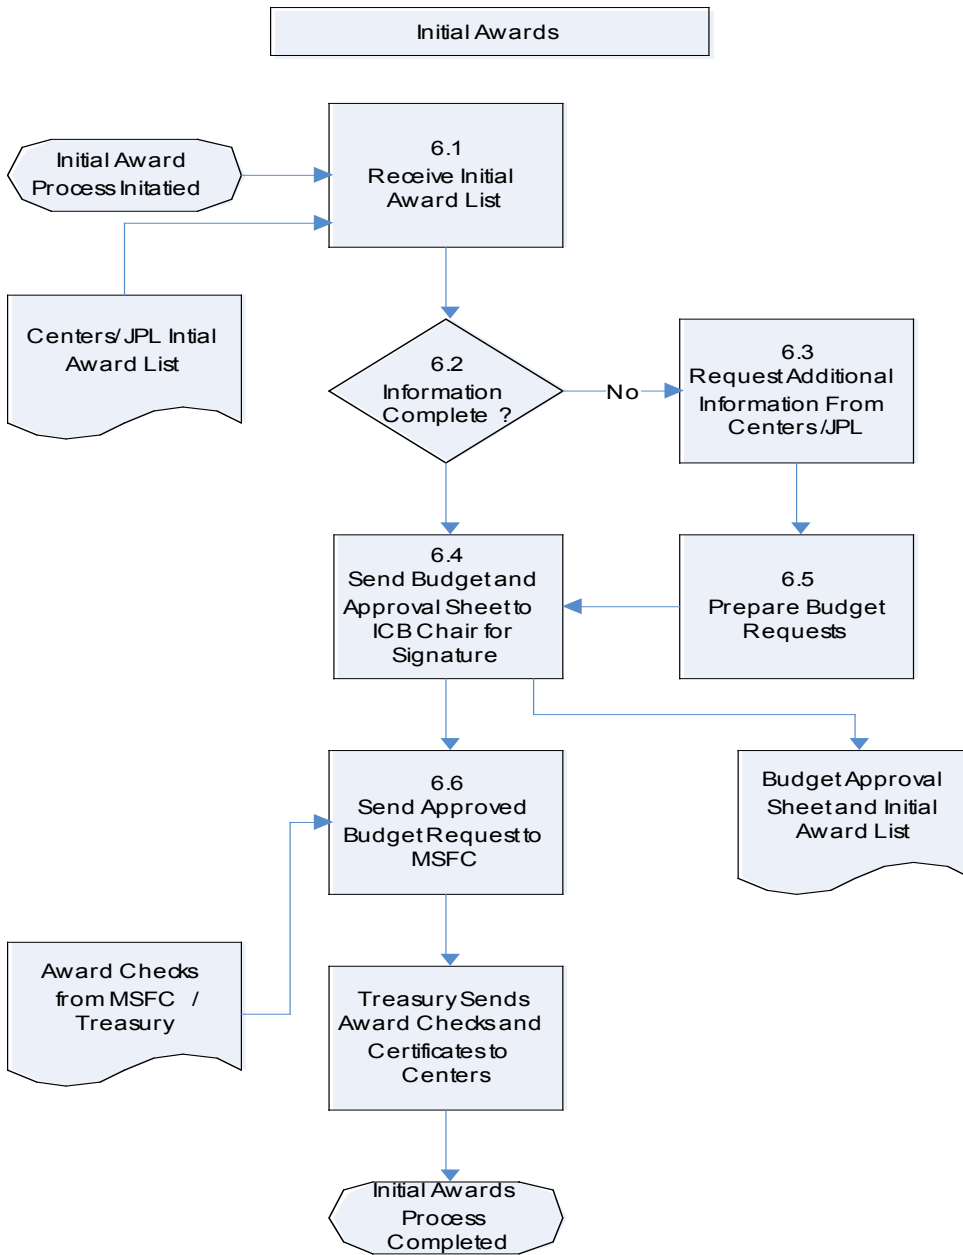 Initial Awards
Initial Award
Process Initatied
6.1
Receive Initial
Award List
Centers/JPL Intial
Award List
6.2
Information
Complete ?
No
6.3
Request Additional
Information From
Centers/JPL
6.4
Send Budget and
Approval Sheet to
ICB Chair for
Signature
6.5
Prepare Budget
Requests
6.6
Send Approved
Budget Request to
MSFC
Budget Approval
Sheet and Initial
Award List
Award Checks
from MSFC /
Treasury
Treasury Sends
Award Checks and
Certificates to
Centers
Initial Awards
Process
Completed